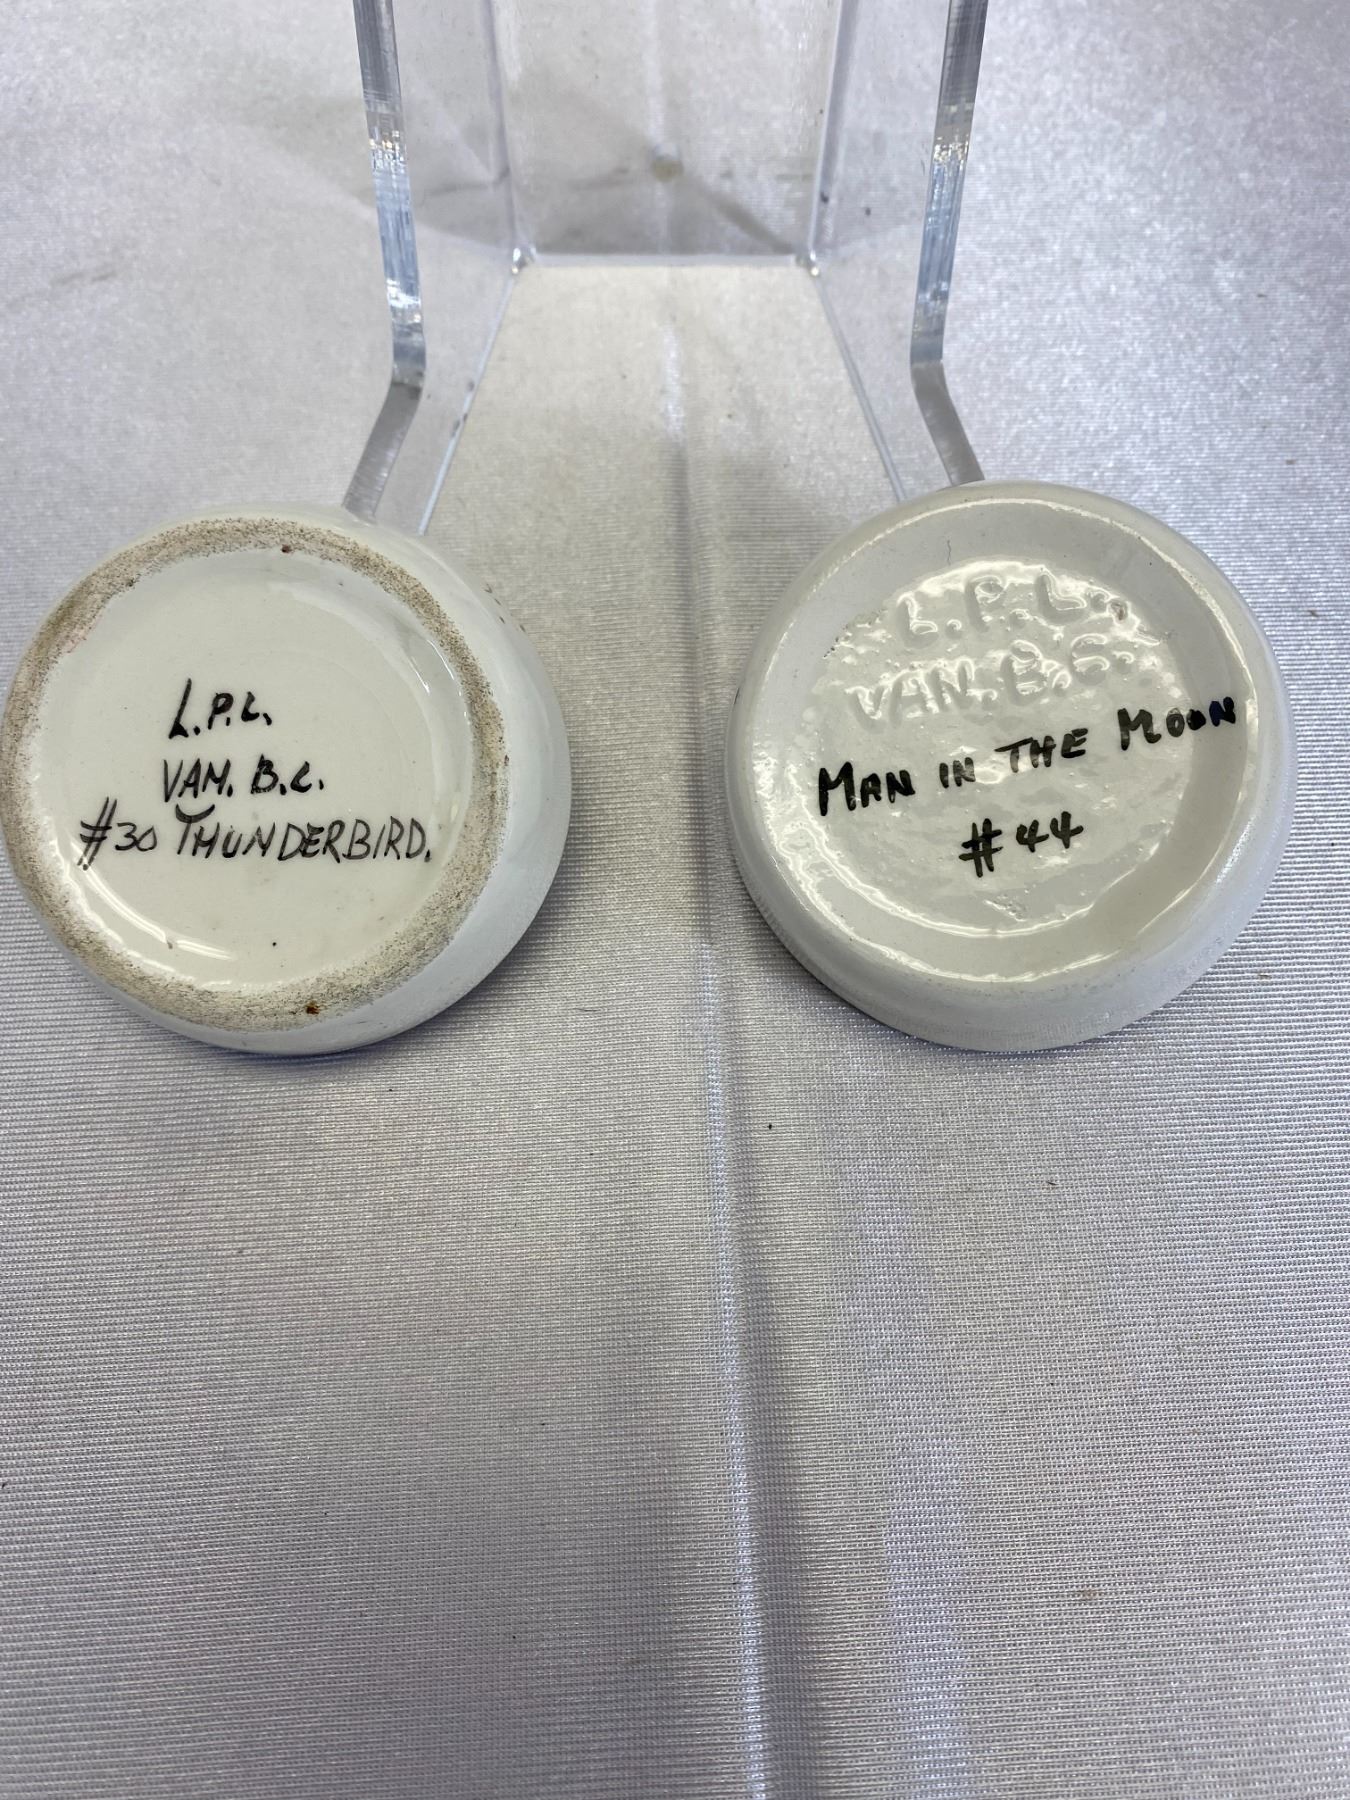 L.P.L.
VAN. B.C.
#30 THUNDERBIRD.
L.P.L.
VAN. B.C.
MAN IN THE MOON
# 44